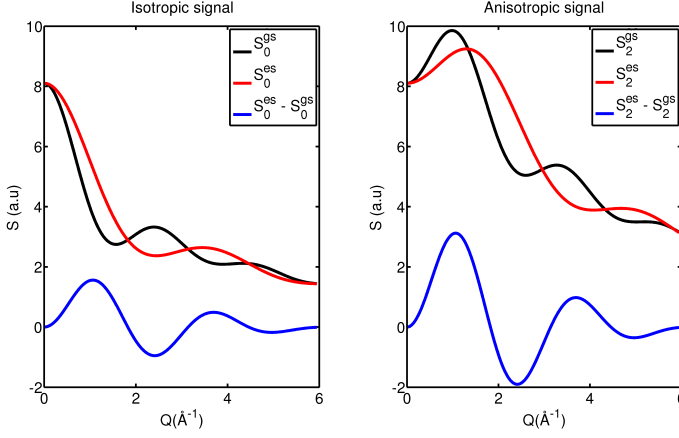 Isotropic signal
S₀ᵍˢ
S₀ᵉˢ
S₀ᵉˢ - S₀ᵍˢ
10
8
6
4
2
0
-2
S (a.u)
0 2 4 6
Q(Å⁻¹)
Anisotropic signal
S₂ᵍˢ
S₂ᵉˢ
S₂ᵉˢ - S₂ᵍˢ
10
8
6
4
2
0
-2
S (a.u)
0 2 4 6
Q(Å⁻¹)